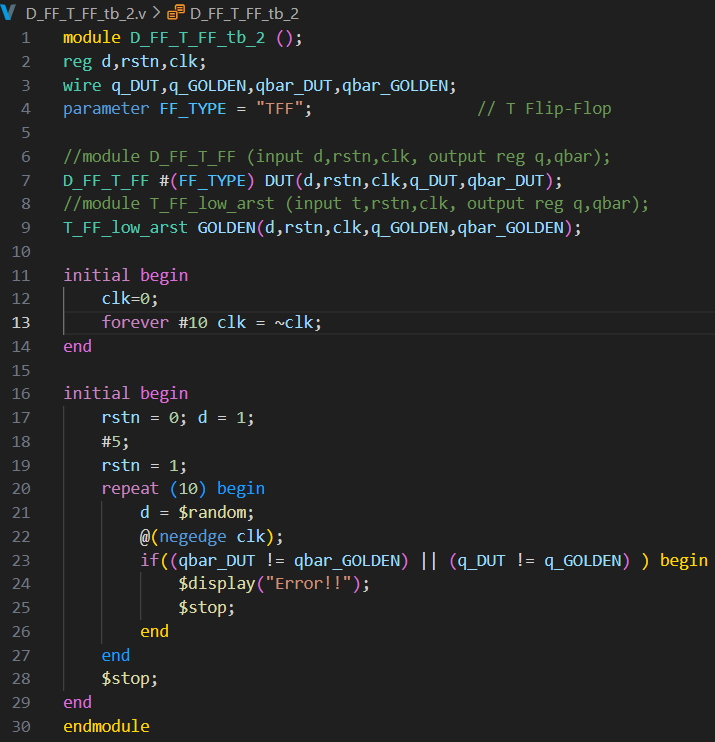 D_FF_T_FF_tb_2.v > D_FF_T_FF_tb_2
1 module D_FF_T_FF_tb_2 ();
2 reg d,rstn,clk;
3 wire q_DUT,q_GOLDEN,qbar_DUT,qbar_GOLDEN;
4 parameter FF_TYPE = "TFF"; // T Flip-Flop
5
6 //module D_FF_T_FF (input d,rstn,clk, output reg q,qbar);
7 D_FF_T_FF #(FF_TYPE) DUT(d,rstn,clk,q_DUT,qbar_DUT);
8 //module T_FF_low_arst (input t,rstn,clk, output reg q,qbar);
9 T_FF_low_arst GOLDEN(d,rstn,clk,q_GOLDEN,qbar_GOLDEN);
10
11 initial begin
12 clk=0;
13 forever #10 clk = ~clk;
14 end
15
16 initial begin
17 rstn = 0; d = 1;
18 #5;
19 rstn = 1;
20 repeat (10) begin
21 d = $random;
22 @(negedge clk);
23 if((qbar_DUT != qbar_GOLDEN) || (q_DUT != q_GOLDEN) ) begin
24 $display("Error!!");
25 $stop;
26 end
27 end
28 $stop;
29 end
30 endmodule